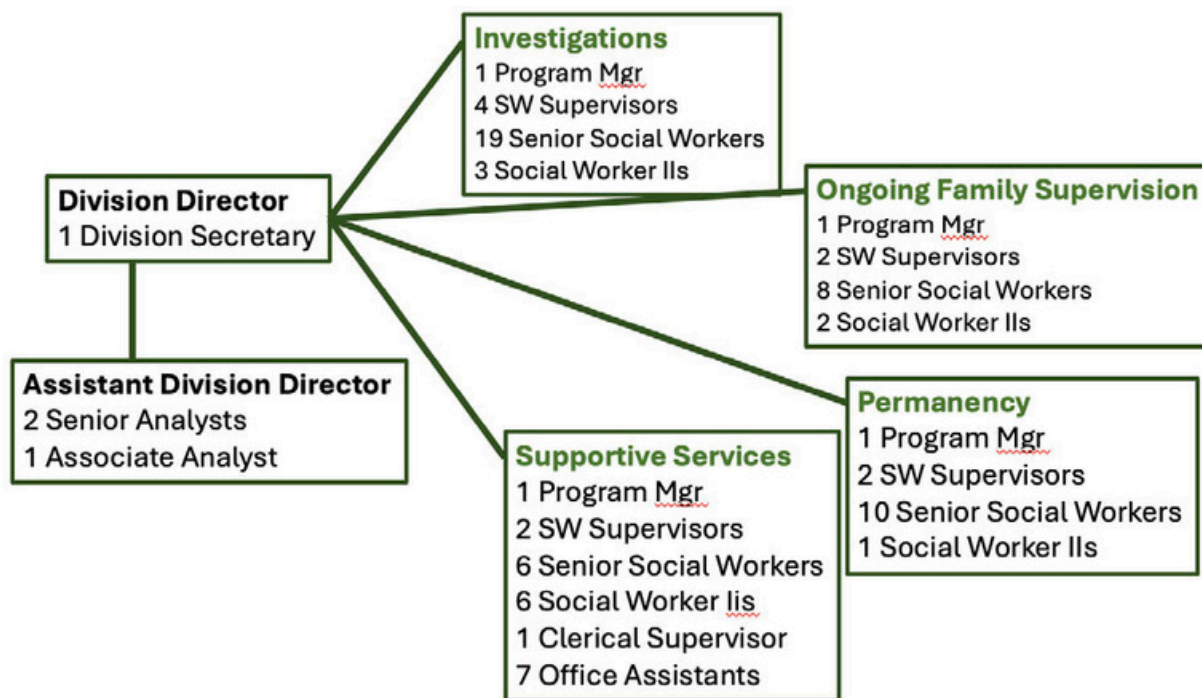 Investigations
1 Program Mgr
4 SW Supervisors
19 Senior Social Workers
3 Social Worker IIs
Division Director
1 Division Secretary
Ongoing Family Supervision
1 Program Mgr
2 SW Supervisors
8 Senior Social Workers
2 Social Worker IIs
Assistant Division Director
2 Senior Analysts
1 Associate Analyst
Permanency
1 Program Mgr
2 SW Supervisors
10 Senior Social Workers
1 Social Worker IIs
Supportive Services
1 Program Mgr
2 SW Supervisors
6 Senior Social Workers
6 Social Worker Iis
1 Clerical Supervisor
7 Office Assistants